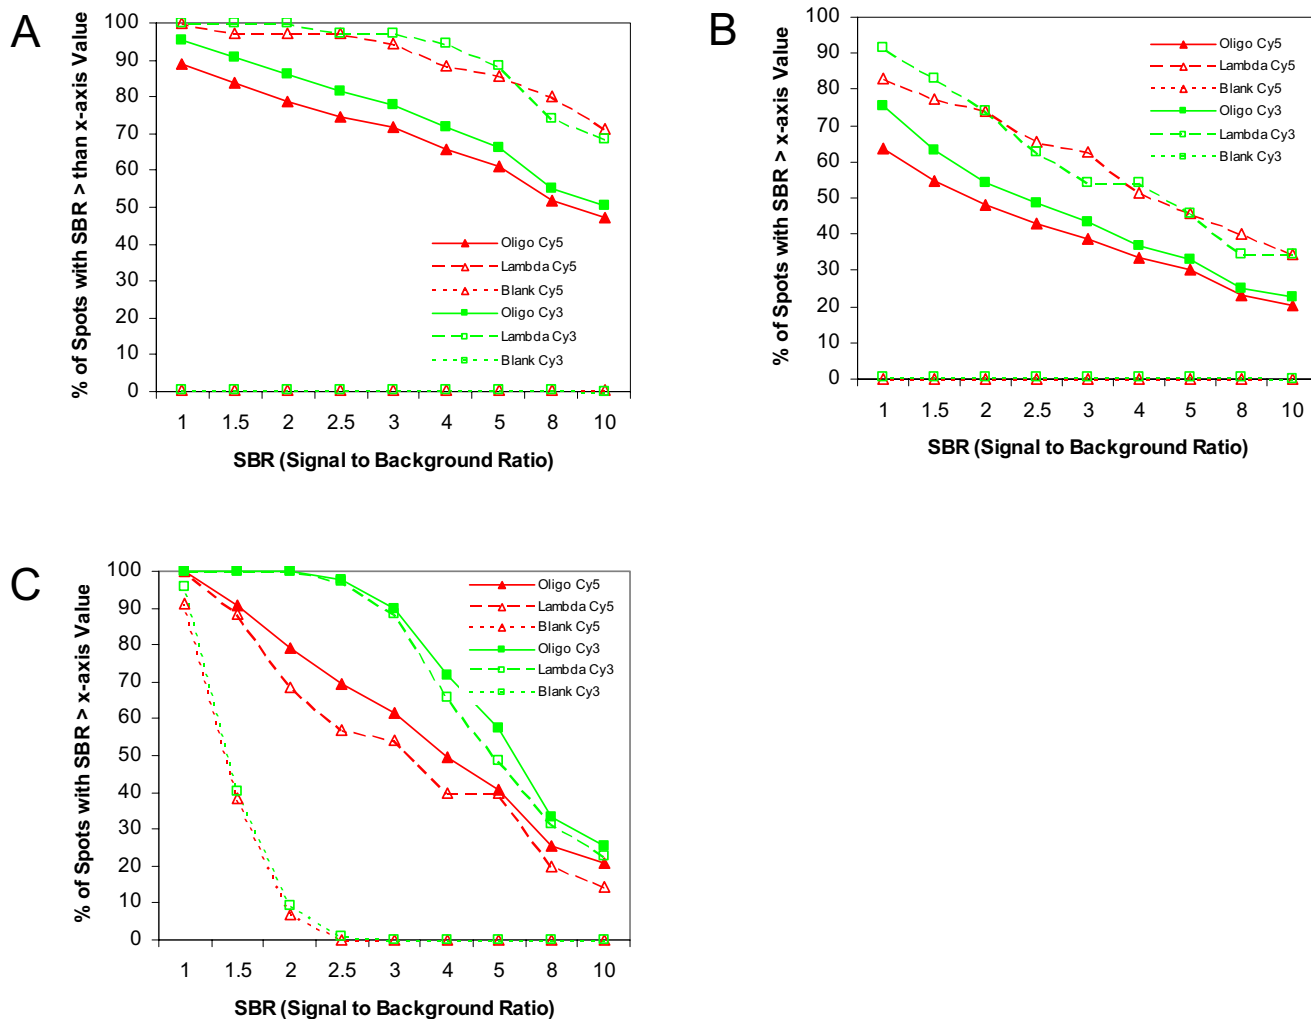 A
% of Spots with SBR > than x-axis Value
100
90
80
70
60
50
40
30
20
10
0
Oligo Cy5
Lambda Cy5
Blank Cy5
Oligo Cy3
Lambda Cy3
Blank Cy3
1 1.5 2 2.5 3 4 5 8 10
SBR (Signal to Background Ratio)
B
% of Spots with SBR > x-axis Value
100
90
80
70
60
50
40
30
20
10
0
Oligo Cy5
Lambda Cy5
Blank Cy5
Oligo Cy3
Lambda Cy3
Blank Cy3
1 1.5 2 2.5 3 4 5 8 10
SBR (Signal to Background Ratio)
C
% of Spots with SBR > x-axis Value
100
90
80
70
60
50
40
30
20
10
0
Oligo Cy5
Lambda Cy5
Blank Cy5
Oligo Cy3
Lambda Cy3
Blank Cy3
1 1.5 2 2.5 3 4 5 8 10
SBR (Signal to Background Ratio)